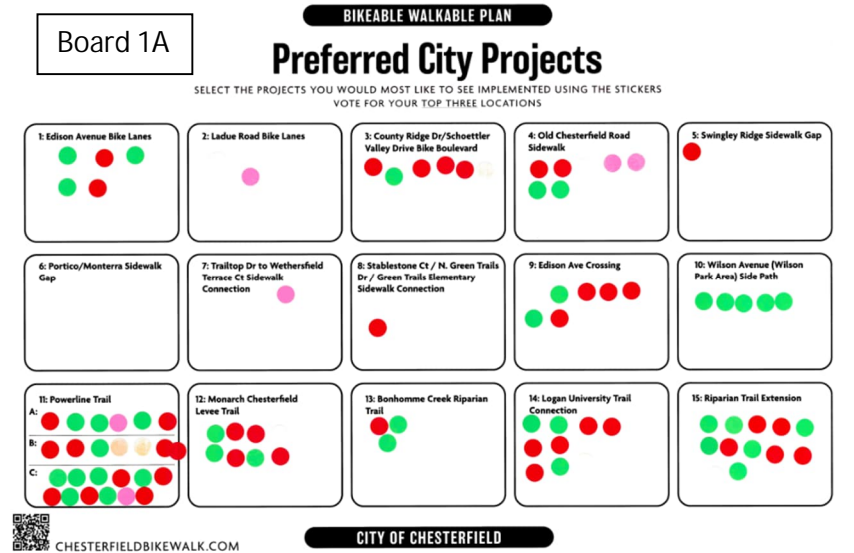 BIKEABLE WALKABLE PLAN
Board 1A
Preferred City Projects
SELECT THE PROJECTS YOU WOULD MOST LIKE TO SEE IMPLEMENTED USING THE STICKERS
VOTE FOR YOUR TOP THREE LOCATIONS
1: Edison Avenue Bike Lanes
2: Ladue Road Bike Lanes
3: County Ridge Dr/Schoettler
Valley Drive Bike Boulevard
4: Old Chesterfield Road
Sidewalk
5: Swingley Ridge Sidewalk Gap
6: Portico/Monterra Sidewalk
Gap
7: Trailtop Dr to Wethersfield
Terrace Ct Sidewalk
Connection
8: Stablestone Ct / N. Green Trails
Dr / Green Trails Elementary
Sidewalk Connection
9: Edison Ave Crossing
10: Wilson Avenue (Wilson
Park Area) Side Path
11: Powerline Trail
A:
B:
C:
12: Monarch Chesterfield
Levee Trail
13: Bonhomme Creek Riparian
Trail
14: Logan University Trail
Connection
15: Riparian Trail Extension
CHESTERFIELDBIKEWALK.COM
CITY OF CHESTERFIELD